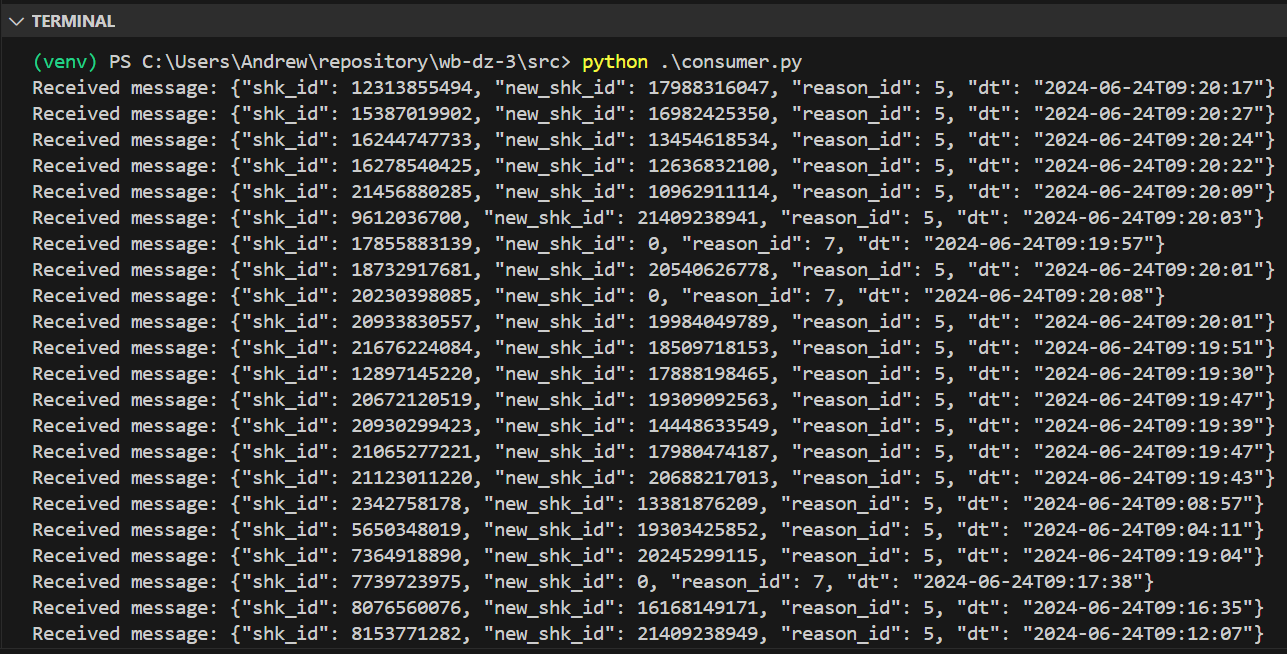 TERMINAL
(venv) PS C:\Users\Andrew\repository\wb-dz-3\src> python .\consumer.py
Received message: {"shk_id": 12313855494, "new_shk_id": 17988316047, "reason_id": 5, "dt": "2024-06-24T09:20:17"}
Received message: {"shk_id": 15387019902, "new_shk_id": 16982425350, "reason_id": 5, "dt": "2024-06-24T09:20:27"}
Received message: {"shk_id": 16244747733, "new_shk_id": 13454618534, "reason_id": 5, "dt": "2024-06-24T09:20:24"}
Received message: {"shk_id": 16278540425, "new_shk_id": 12636832100, "reason_id": 5, "dt": "2024-06-24T09:20:22"}
Received message: {"shk_id": 21456880285, "new_shk_id": 10962911114, "reason_id": 5, "dt": "2024-06-24T09:20:09"}
Received message: {"shk_id": 9612036700, "new_shk_id": 21409238941, "reason_id": 5, "dt": "2024-06-24T09:20:03"}
Received message: {"shk_id": 17855883139, "new_shk_id": 0, "reason_id": 7, "dt": "2024-06-24T09:19:57"}
Received message: {"shk_id": 18732917681, "new_shk_id": 20540626778, "reason_id": 5, "dt": "2024-06-24T09:20:01"}
Received message: {"shk_id": 20230398085, "new_shk_id": 0, "reason_id": 7, "dt": "2024-06-24T09:20:08"}
Received message: {"shk_id": 20933830557, "new_shk_id": 19984049789, "reason_id": 5, "dt": "2024-06-24T09:20:01"}
Received message: {"shk_id": 21676224084, "new_shk_id": 18509718153, "reason_id": 5, "dt": "2024-06-24T09:19:51"}
Received message: {"shk_id": 12897145220, "new_shk_id": 17888198465, "reason_id": 5, "dt": "2024-06-24T09:19:30"}
Received message: {"shk_id": 20672120519, "new_shk_id": 19309092563, "reason_id": 5, "dt": "2024-06-24T09:19:47"}
Received message: {"shk_id": 20930299423, "new_shk_id": 14448633549, "reason_id": 5, "dt": "2024-06-24T09:19:39"}
Received message: {"shk_id": 21065277221, "new_shk_id": 17980474187, "reason_id": 5, "dt": "2024-06-24T09:19:47"}
Received message: {"shk_id": 21123011220, "new_shk_id": 20688217013, "reason_id": 5, "dt": "2024-06-24T09:19:43"}
Received message: {"shk_id": 2342758178, "new_shk_id": 13381876209, "reason_id": 5, "dt": "2024-06-24T09:08:57"}
Received message: {"shk_id": 5650348019, "new_shk_id": 19303425852, "reason_id": 5, "dt": "2024-06-24T09:04:11"}
Received message: {"shk_id": 7364918890, "new_shk_id": 20245299115, "reason_id": 5, "dt": "2024-06-24T09:19:04"}
Received message: {"shk_id": 7739723975, "new_shk_id": 0, "reason_id": 7, "dt": "2024-06-24T09:17:38"}
Received message: {"shk_id": 8076560076, "new_shk_id": 16168149171, "reason_id": 5, "dt": "2024-06-24T09:16:35"}
Received message: {"shk_id": 8153771282, "new_shk_id": 21409238949, "reason_id": 5, "dt": "2024-06-24T09:12:07"}